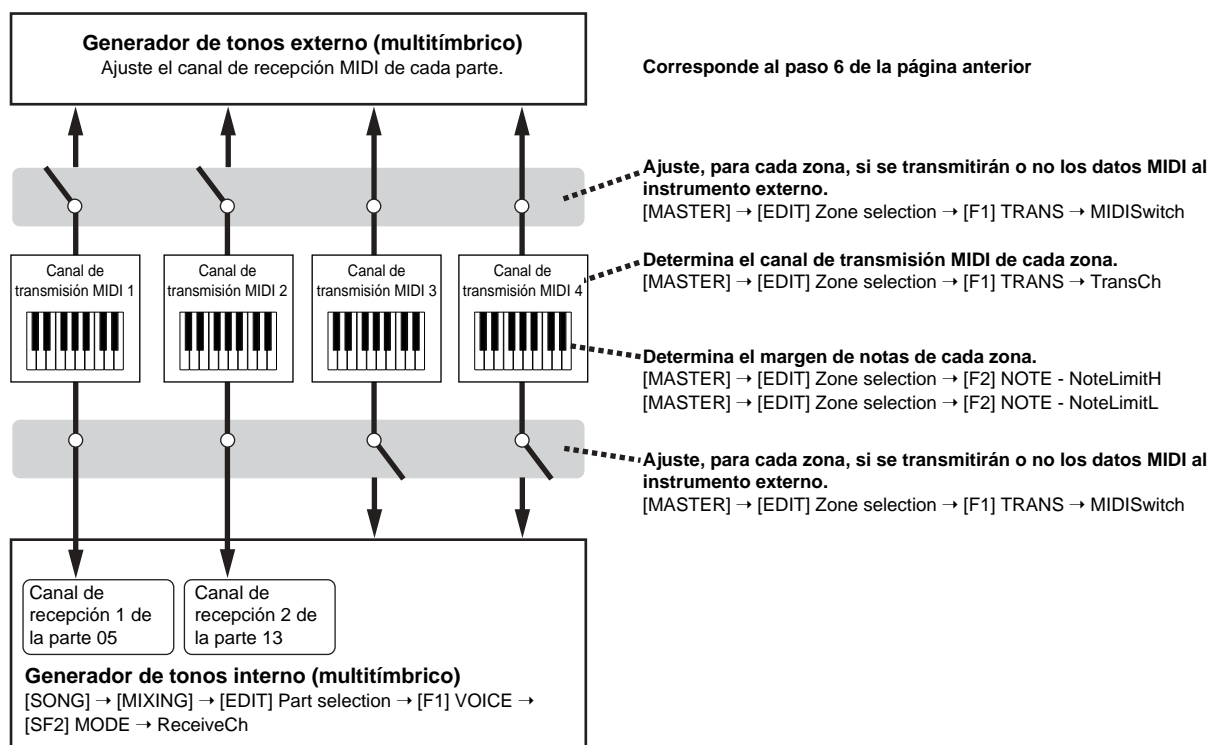 Generador de tonos externo (multitímbrico)
Ajuste el canal de recepción MIDI de cada parte.
Corresponde al paso 6 de la página anterior
Ajuste, para cada zona, si se transmitirán o no los datos MIDI al
instrumento externo.
[MASTER] → [EDIT] Zone selection → [F1] TRANS → MIDISwitch
Canal de
transmisión MIDI 1
Canal de
transmisión MIDI 2
Canal de
transmisión MIDI 3
Canal de
transmisión MIDI 4
Determina el canal de transmisión MIDI de cada zona.
[MASTER] → [EDIT] Zone selection → [F1] TRANS → TransCh
Determina el margen de notas de cada zona.
[MASTER] → [EDIT] Zone selection → [F2] NOTE - NoteLimitH
[MASTER] → [EDIT] Zone selection → [F2] NOTE - NoteLimitL
Ajuste, para cada zona, si se transmitirán o no los datos MIDI al
instrumento externo.
[MASTER] → [EDIT] Zone selection → [F1] TRANS → MIDISwitch
Canal de
recepción 1 de
la parte 05
Canal de
recepción 2 de
la parte 13
Generador de tonos interno (multitímbrico)
[SONG] → [MIXING] → [EDIT] Part selection → [F1] VOICE →
[SF2] MODE → ReceiveCh